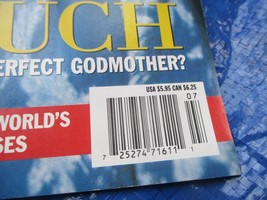 UCH
ERFECT GODMOTHER?
USA $5.95 CAN $6.25
07
WORLD'S
SES
7 25274 71611 1